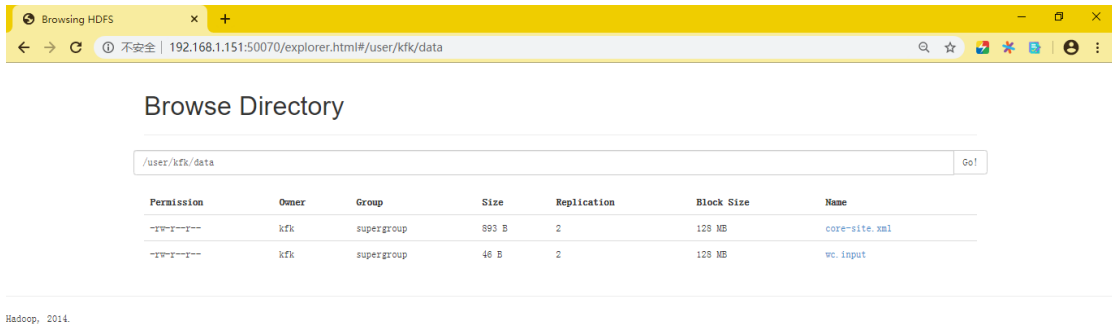 Browsing HDFS
不安全 | 192.168.1.151:50070/explorer.html#/user/kfk/data
Browse Directory
/user/kfk/data Go!
Permission Owner Group Size Replication Block Size Name
-rw-r--r-- kfk supergroup 893 B 2 128 MB core-site.xml
-rw-r--r-- kfk supergroup 46 B 2 128 MB wc.input
Hadoop, 2014.